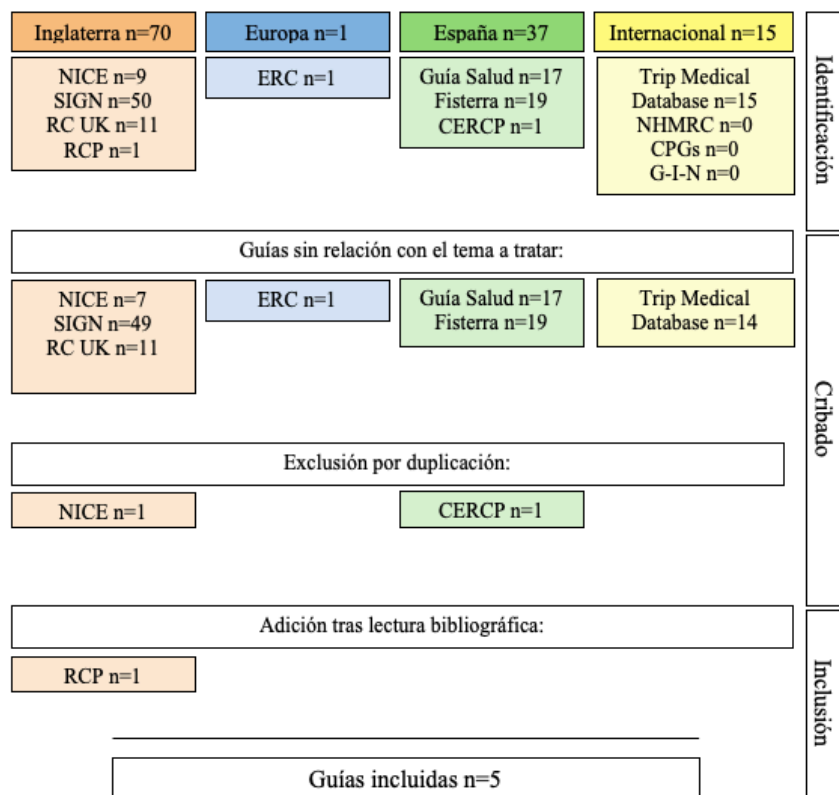 Inglaterra n=70
Europa n=1
España n=37
Internacional n=15
NICE n=9
SIGN n=50
RC UK n=11
RCP n=1
ERC n=1
Guía Salud n=17
Fisterra n=19
CERCP n=1
Trip Medical
Database n=15
NHMRC n=0
CPGs n=0
G-I-N n=0
Identificación
Guías sin relación con el tema a tratar:
NICE n=7
SIGN n=49
RC UK n=11
ERC n=1
Guía Salud n=17
Fisterra n=19
Trip Medical
Database n=14
Cribado
Exclusión por duplicación:
NICE n=1
CERCP n=1
Adición tras lectura bibliográfica:
RCP n=1
Inclusión
Guías incluidas n=5